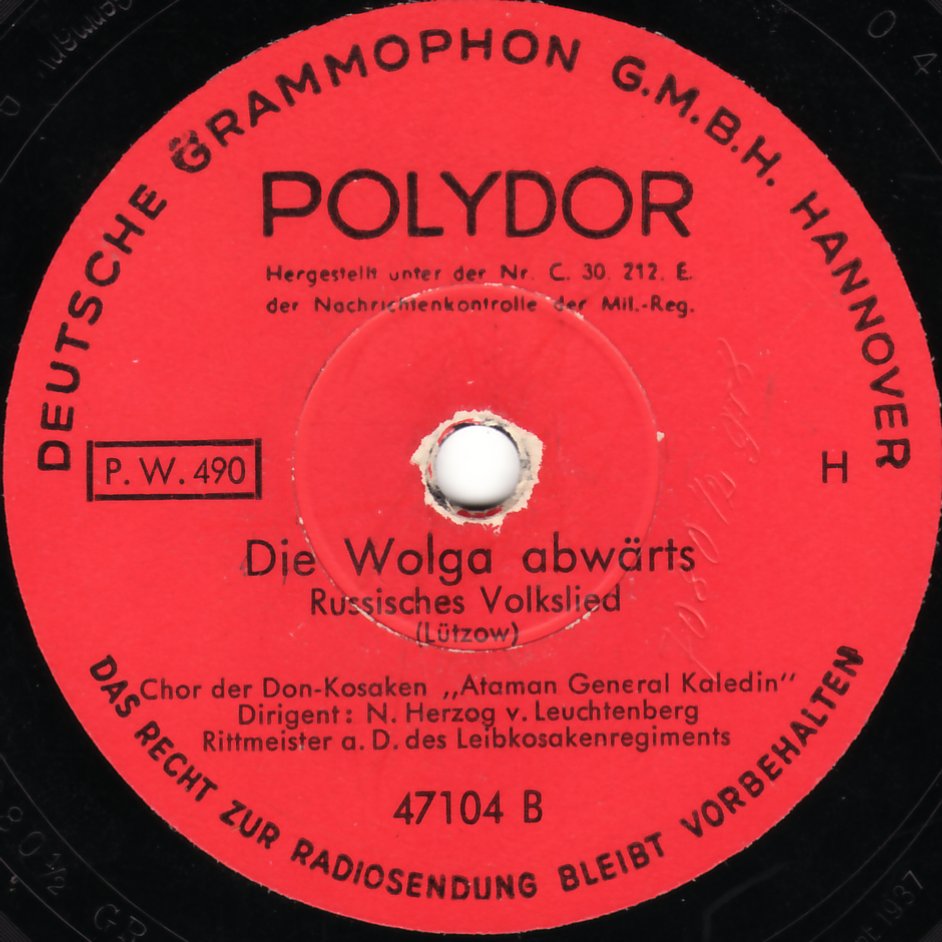 DEUTSCHE GRAMMOPHON G.M.B.H. HANNOVER
POLYDOR
Hergestellt unter der Nr. C. 30. 212. E.
der Nachrichtenkontrolle der Mil.-Reg.
P. W. 490
H
Die Wolga abwärts
Russisches Volkslied
(Lützow)
Chor der Don-Kosaken „Ataman General Kaledin"
Dirigent: N. Herzog v. Leuchtenberg
Rittmeister a. D. des Leibkosakenregiments
47104 B
DAS RECHT ZUR RADIOSENDUNG BLEIBT VORBEHALTEN